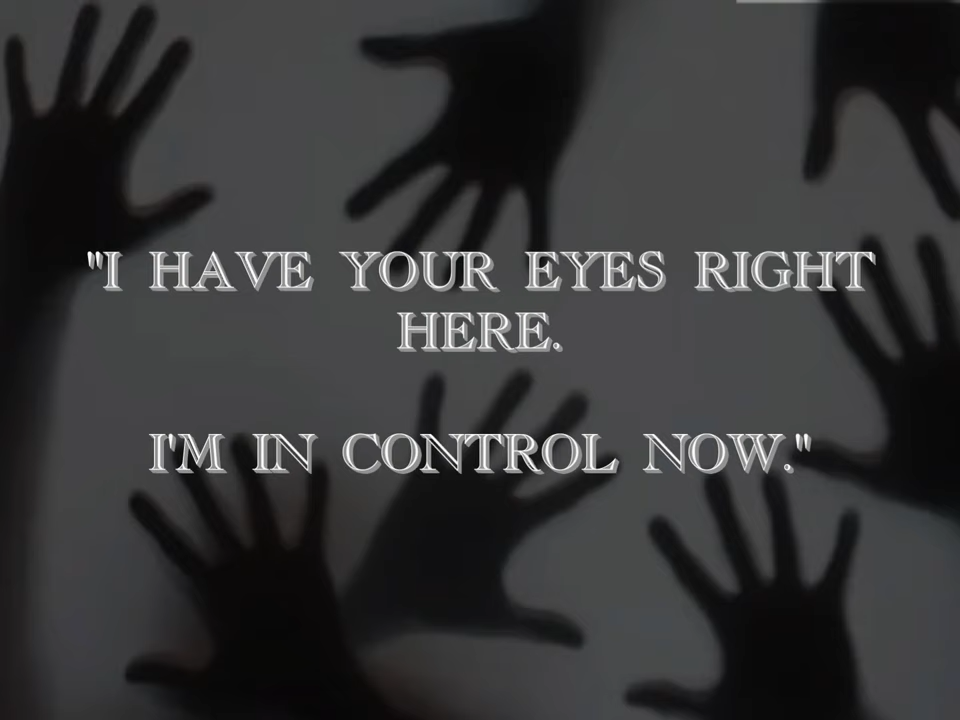 "I HAVE YOUR EYES RIGHT
HERE.
I'M IN CONTROL NOW."